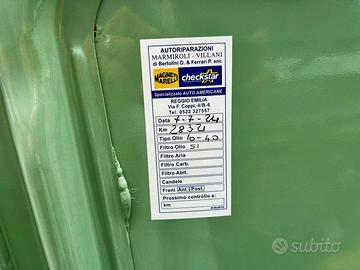 AUTORIPARAZIONI
MARMIROLI - VILLANI
di Bertolini D. & Ferrari P. snc
MAGNETI MARELLI checkstar
Specializzato AUTO AMERICANE
REGGIO EMILIA
Via F. Coppi, 4/B-6
Tel. 0522 327557
Data 7-7-24
Km 28521
Tipo Olio 10-40
Filtro Olio SI
Filtro Aria
Filtro Carb.
Filtro Abit.
Candele
Freni Ant. Post.
Prossimo controllo a:
km
subito.it